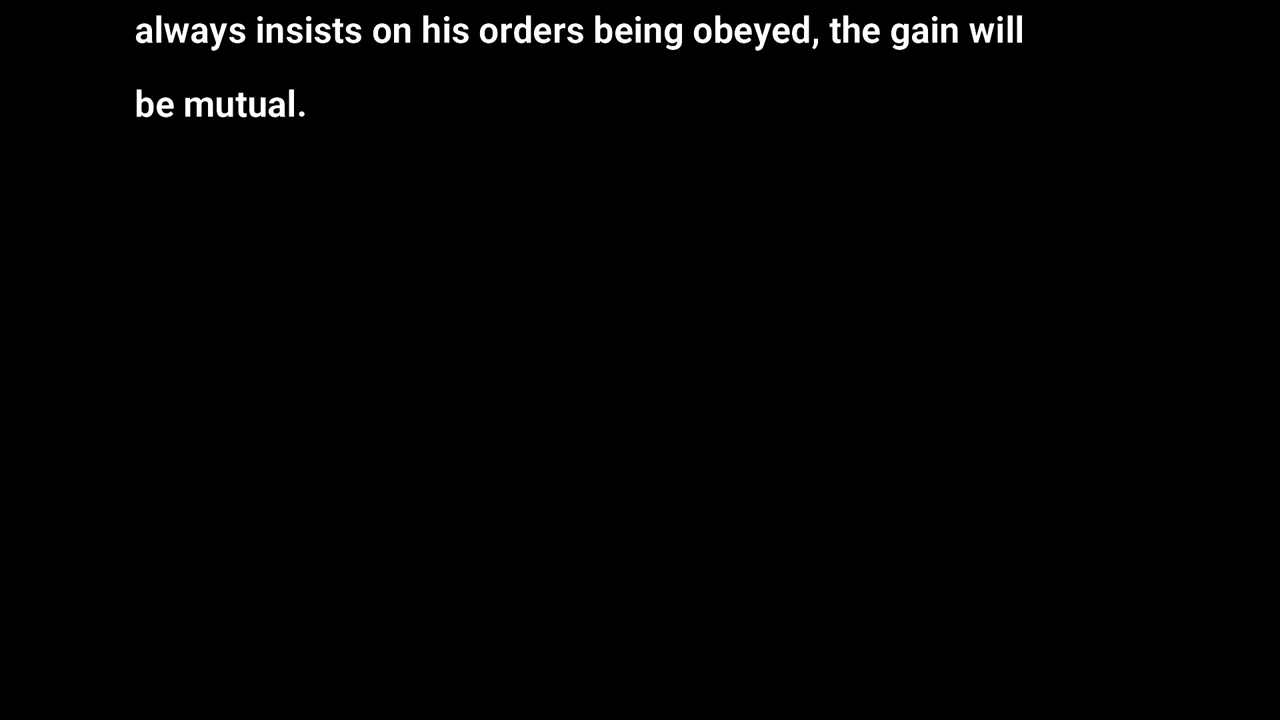 always insists on his orders being obeyed, the gain will
be mutual.